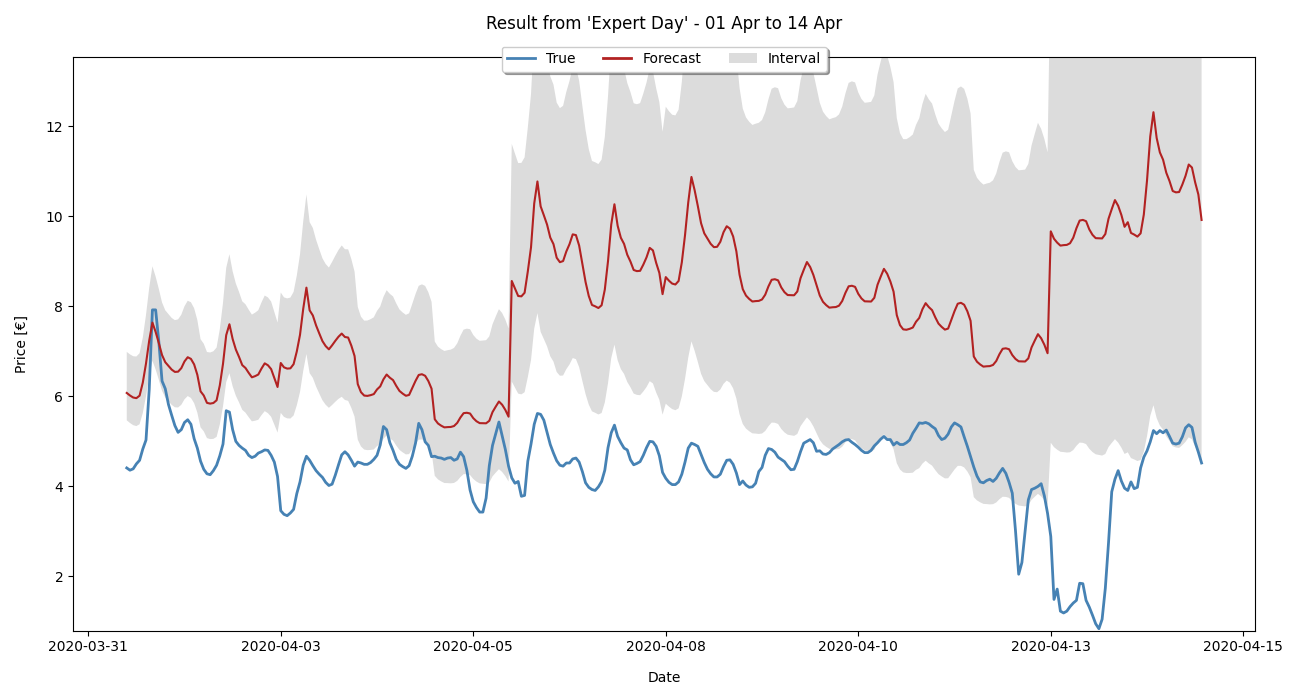 Result from 'Expert Day' - 01 Apr to 14 Apr
True Forecast Interval
Price [€]
12
10
8
6
4
2
2020-03-31 2020-04-03 2020-04-05 2020-04-08 2020-04-10 2020-04-13 2020-04-15
Date